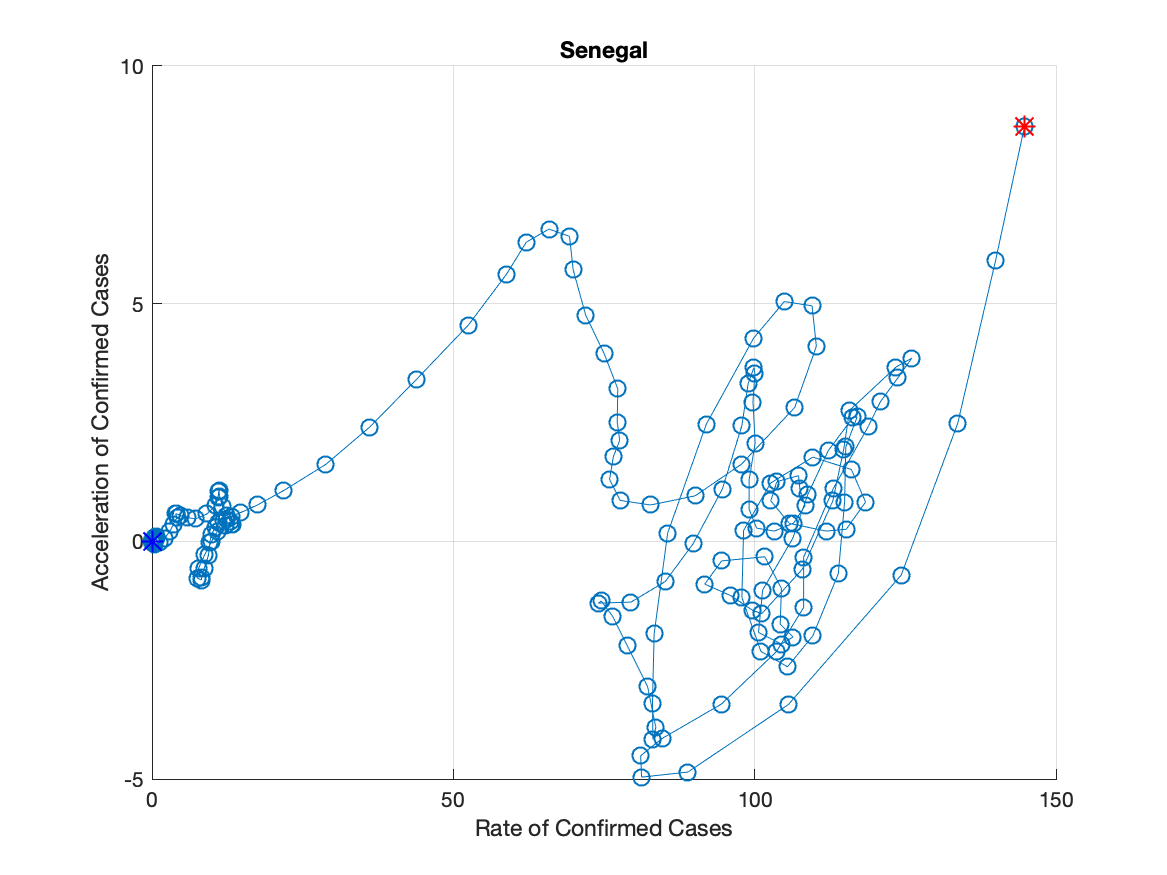 Senegal
10
5
0
-5
0
50
100
150
Acceleration of Confirmed Cases
Rate of Confirmed Cases